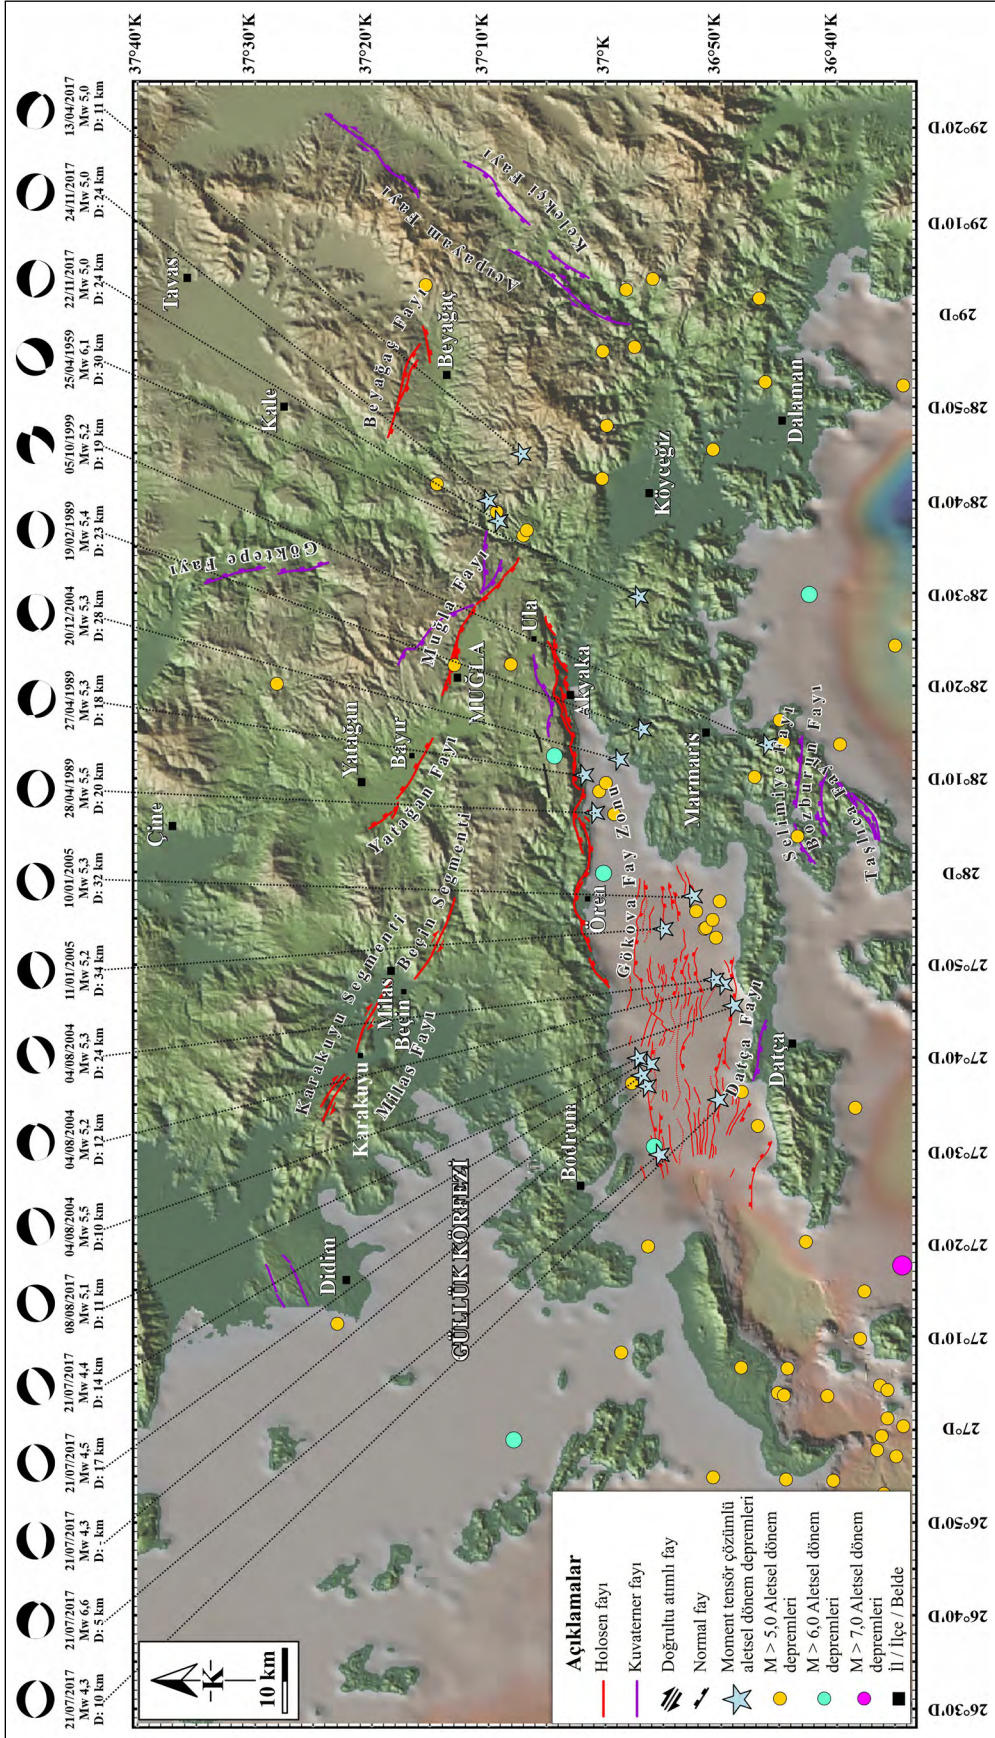 21/07/2017
Mw 4,3
D: 10 km
21/07/2017
Mw 6,6
D: 5 km
21/07/2017
Mw 4,3
D: - km
21/07/2017
Mw 4,5
D: 17 km
21/07/2017
Mw 4,4
D: 14 km
08/08/2017
Mw 5,1
D: 11 km
04/08/2004
Mw 5,5
D:10 km
04/08/2004
Mw 5,2
D: 12 km
04/08/2004
Mw 5,3
D: 24 km
11/01/2005
Mw 5,2
D: 34 km
10/01/2005
Mw 5,3
D: 32 km
28/04/1989
Mw 5,5
D: 20 km
27/04/1989
Mw 5,3
D: 18 km
20/12/2004
Mw 5,3
D: 28 km
19/02/1989
Mw 5,4
D: 23 km
05/10/1999
Mw 5,2
D: 19 km
25/04/1959
Mw 6,1
D: 30 km
22/11/2017
Mw 5,0
D: 24 km
24/11/2017
Mw 5,0
D: 24 km
13/04/2017
Mw 5,0
D: 11 km
37°40'K
37°30'K
37°20'K
37°10'K
37°K
36°50'K
36°40'K
-K-
10 km
Çine
Tavas
Kale
Göktepe Fayı
Yatağan
Bayır
Yatağan Fayı
Beyağaç Fayı
Beyağaç
Acıpayam Fayı
Kelekçi Fayı
Muğla Fayı
MUĞLA
Ula
Akyaka
Karakuyu Segmenti
Beçin Segmenti
Milas
Beçin
Karakuyu
Milas Fayı
Didim
GÜLLÜK KÖRFEZİ
Bodrum
Ören
Gökova Fay Zonu
Köyceğiz
Marmaris
Dalaman
Datça Fayı
Datça
Selimiye Fayı
Bozburun Fayı
Taşlıca Fayı
Açıklamalar
Holosen fayı
Kuvaterner fayı
Doğrultu atımlı fay
Normal fay
Moment tensör çözümlü
aletsel dönem depremleri
M > 5,0 Aletsel dönem
depremleri
M > 6,0 Aletsel dönem
depremleri
M > 7,0 Aletsel dönem
depremleri
İl / İlçe / Belde
26°30'D
26°40'D
26°50'D
27°D
27°10'D
27°20'D
27°30'D
27°40'D
27°50'D
28°D
28°10'D
28°20'D
28°30'D
28°40'D
28°50'D
29°D
29°10'D
29°20'D